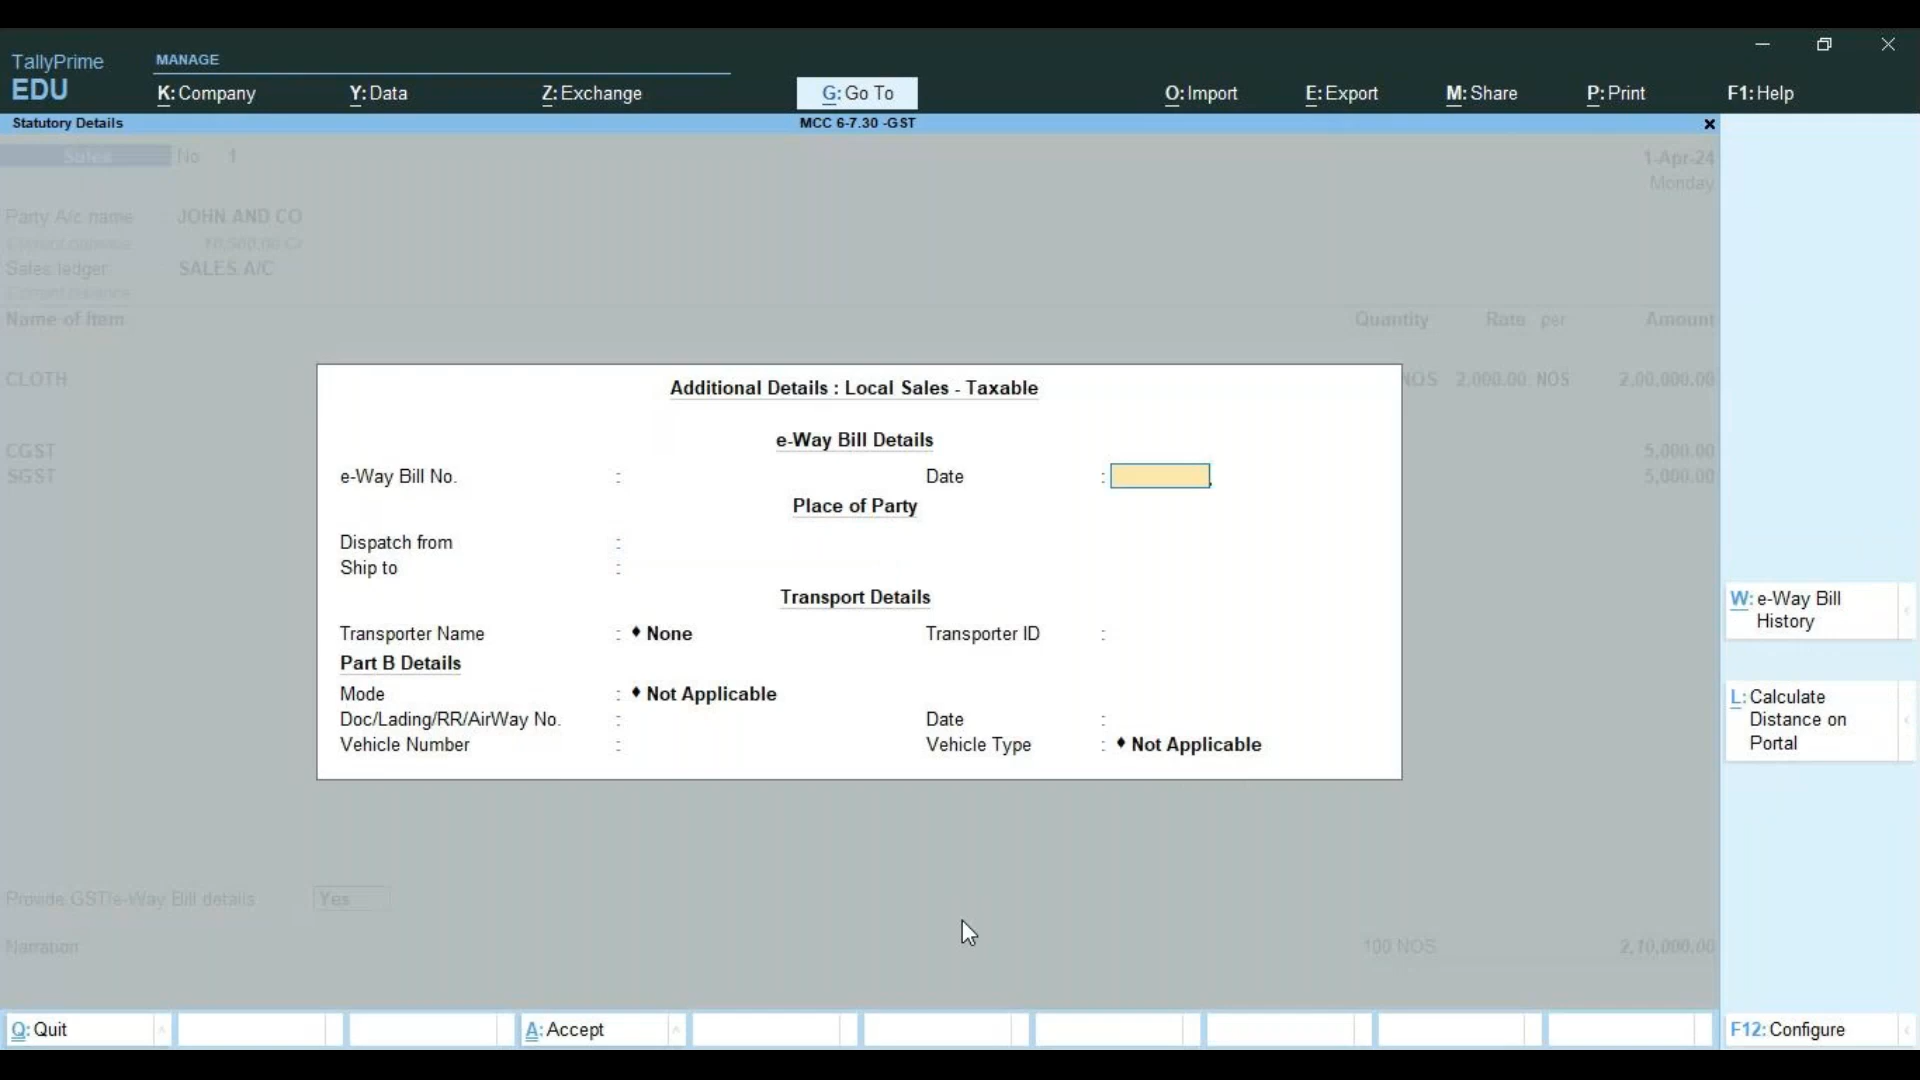 TallyPrime
EDU
MANAGE
K: Company
Y: Data
Z: Exchange
G: Go To
O: Import
E: Export
M: Share
P: Print
F1: Help
Statutory Details
MCC 6-7.30 -GST
Sales No. 1
1-Apr-24
Monday
Party A/c name JOHN AND CO
Current balance
Sales ledger SALES A/C
Current balance
Name of Item Quantity Rate per Amount
CLOTH NOS 2,000.00 NOS 2,00,000.00
CGST 5,000.00
SGST 5,000.00
Additional Details : Local Sales - Taxable
e-Way Bill Details
e-Way Bill No. : Date :
Place of Party
Dispatch from :
Ship to :
Transport Details
Transporter Name : ♦ None Transporter ID :
Part B Details
Mode : ♦ Not Applicable
Doc/Lading/RR/AirWay No. : Date :
Vehicle Number : Vehicle Type : ♦ Not Applicable
W: e-Way Bill
History
L: Calculate
Distance on
Portal
Provide GST/e-Way Bill details Yes
Narration 100 NOS 2,10,000.00
Q: Quit
A: Accept
F12: Configure